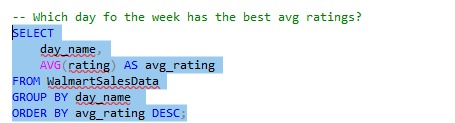 -- Which day fo the week has the best avg ratings?
SELECT
day_name,
AVG(rating) AS avg_rating
FROM WalmartSalesData
GROUP BY day_name
ORDER BY avg_rating DESC;